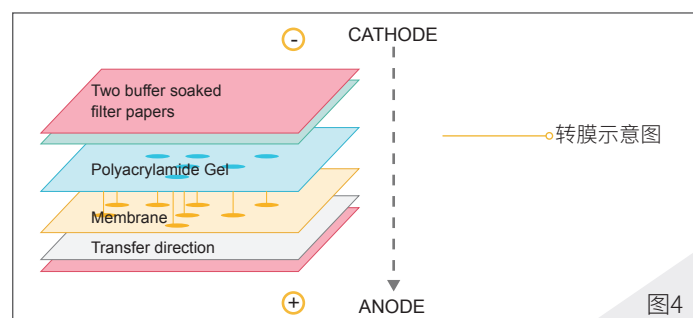 -
CATHODE
Two buffer soaked
filter papers
转膜示意图
Polyacrylamide Gel
Membrane
Transfer direction
+
ANODE
图4